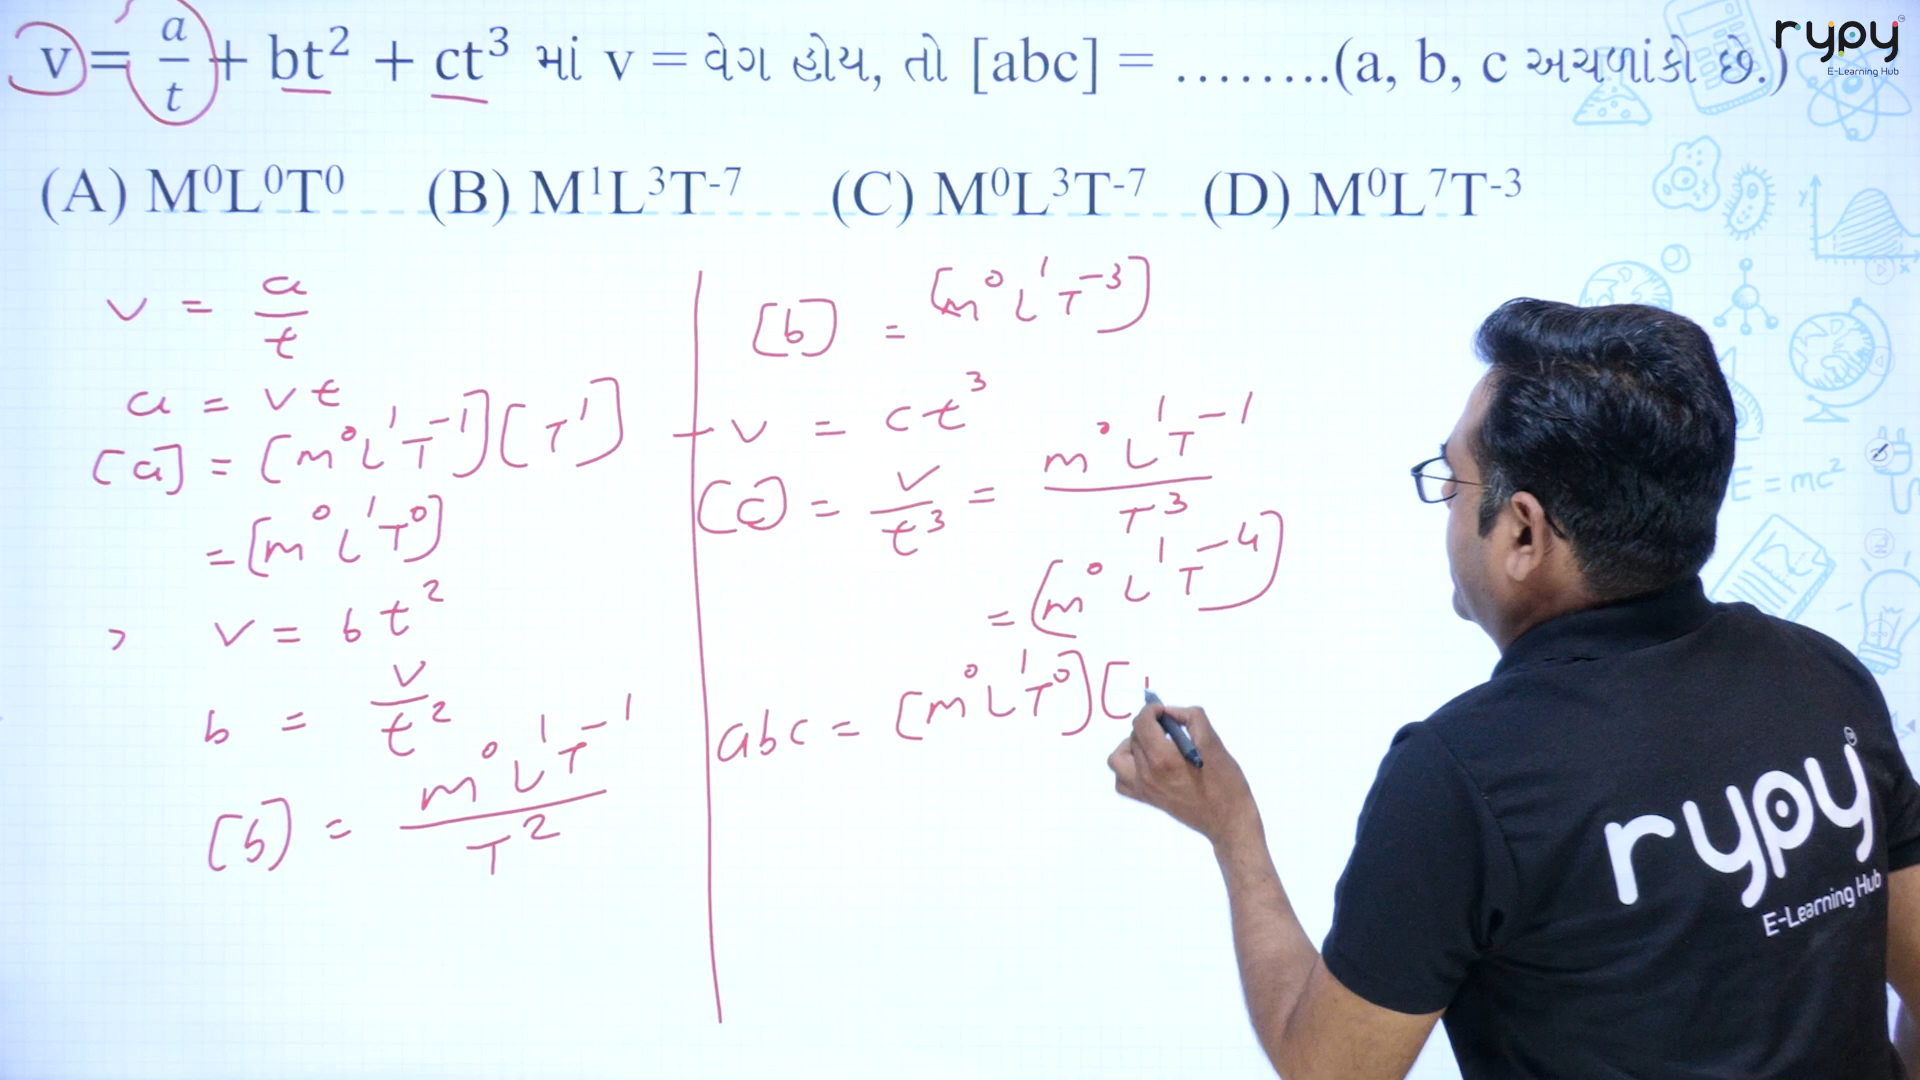 v = a/t + bt² + ct³ માં v = વેગ હોય, તો [abc] = ........(a, b, c અચળાંકો છે.)
rypy
E-Learning Hub
(A) M⁰L⁰T⁰ (B) M¹L³T⁻⁷ (C) M⁰L³T⁻⁷ (D) M⁰L⁷T⁻³
v = a/t
a = vt
[a] = [M⁰L¹T⁻¹][T¹]
= [M⁰L¹T⁰]
v = bt²
b = v/t²
[b] = M⁰L¹T⁻¹/T²
[b] = [M⁰L¹T⁻³]
v = ct³
[c] = v/t³ = M⁰L¹T⁻¹/T³
= [M⁰L¹T⁻⁴]
abc = [M⁰L¹T⁰][
E = mc²
y
x
rypy
E-Learning Hub